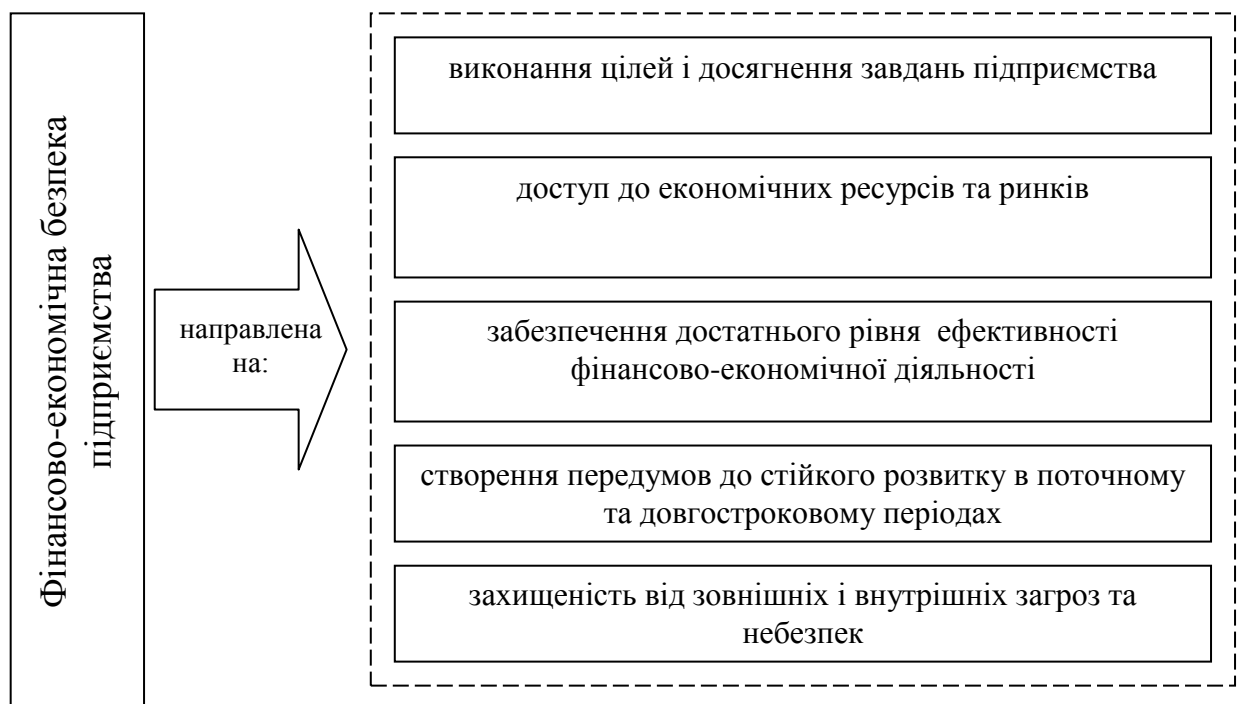 Фінансово-економічна безпека
підприємства
направлена
на:
виконання цілей і досягнення завдань підприємства
доступ до економічних ресурсів та ринків
забезпечення достатнього рівня ефективності
фінансово-економічної діяльності
створення передумов до стійкого розвитку в поточному
та довгостроковому періодах
захищеність від зовнішніх і внутрішніх загроз та
небезпек